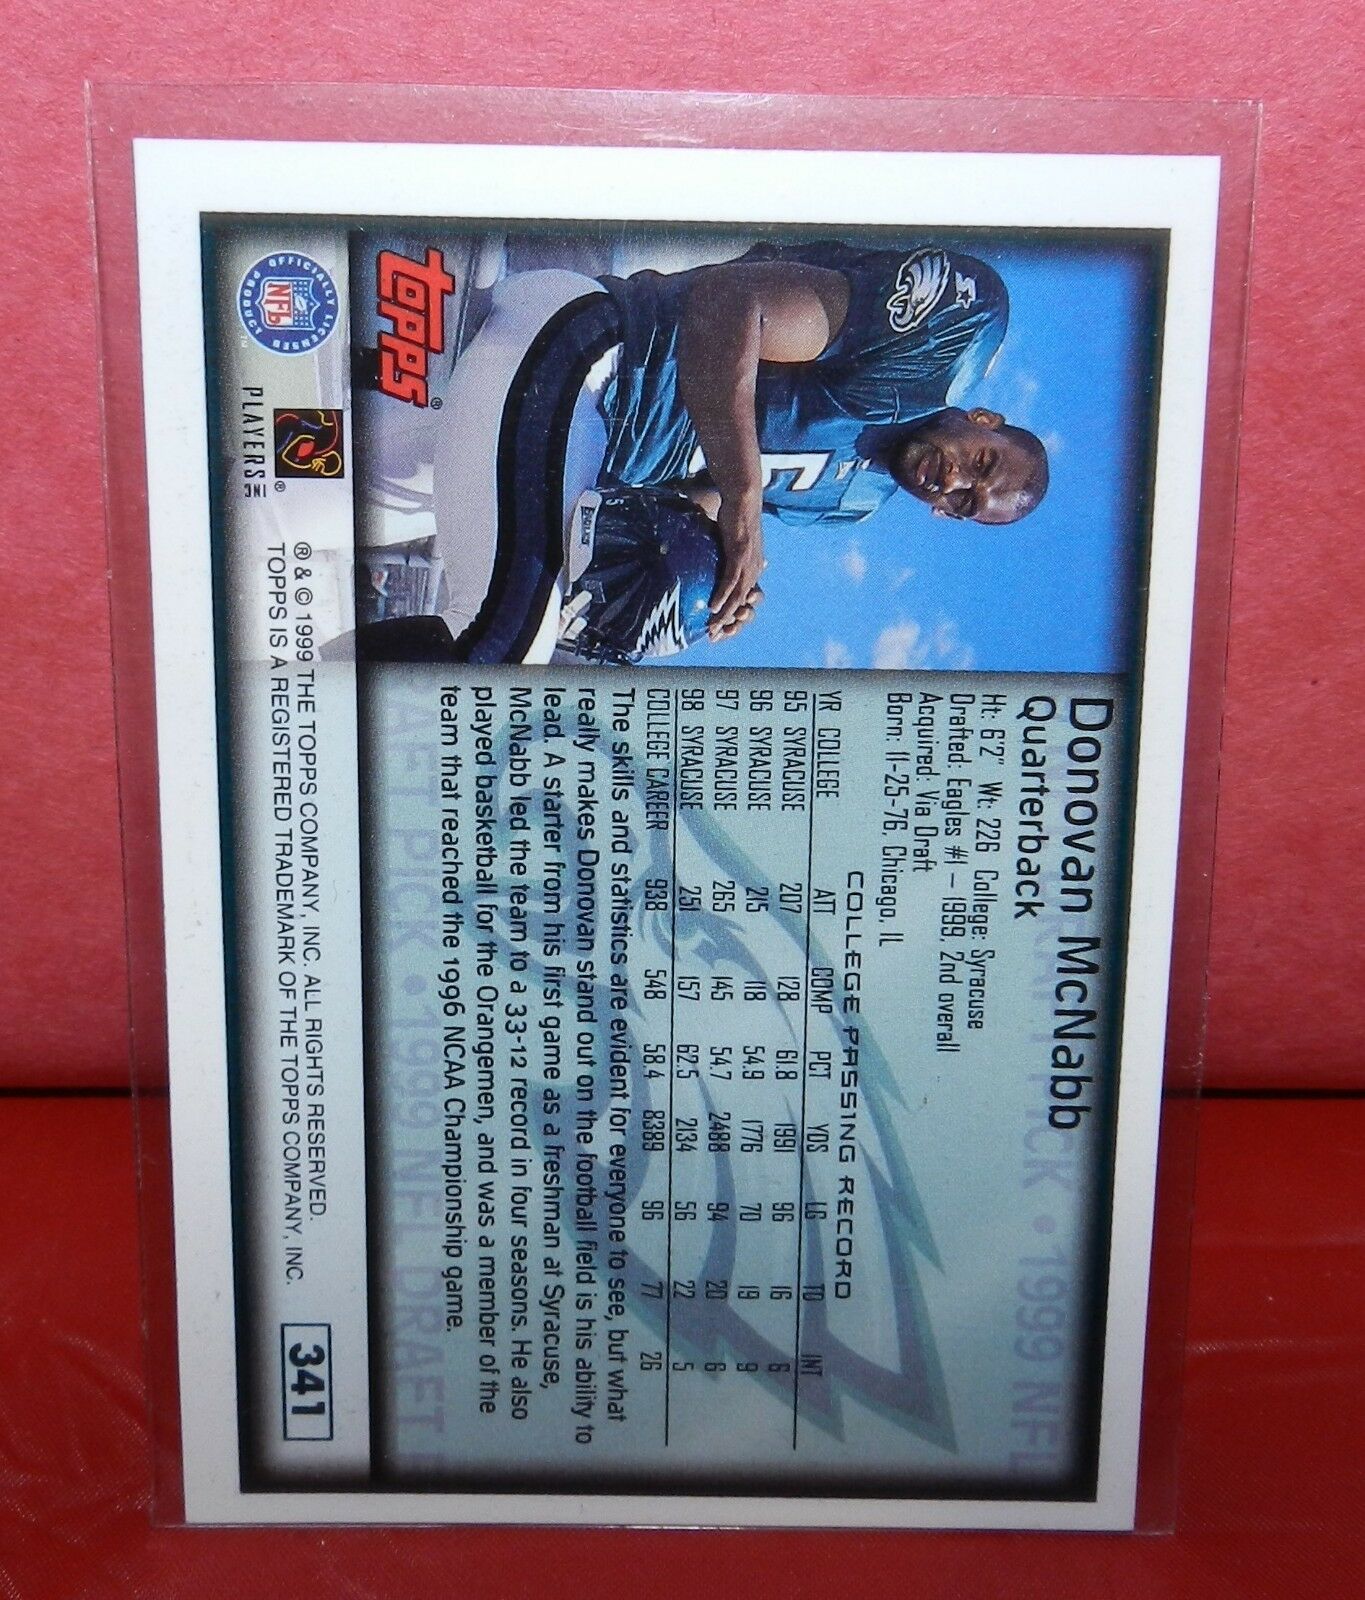 Donovan McNabb
Quarterback
Ht: 6'2" Wt: 226 College: Syracuse
Drafted: Eagles #1 – 1999, 2nd overall
Acquired: Via Draft
Born: 11-25-76, Chicago, IL
COLLEGE PASSING RECORD
YR COLLEGE ATT COMP PCT YDS LG TD INT
95 SYRACUSE 207 128 61.8 1991 96 16 6
96 SYRACUSE 215 118 54.9 1776 70 19 9
97 SYRACUSE 265 145 54.7 2488 94 20 6
98 SYRACUSE 251 157 62.5 2134 56 22 5
COLLEGE CAREER 938 548 58.4 8389 96 77 26
The skills and statistics are evident for everyone to see, but what
really makes Donovan stand out on the football field is his ability to
lead. A starter from his first game as a freshman at Syracuse,
McNabb led the team to a 33-12 record in four seasons. He also
played basketball for the Orangemen, and was a member of the
team that reached the 1996 NCAA Championship game.
PICK • 1999 NFL
AFT PICK • 1999 NFL DRAFT
TOPPS®
OFFICIALLY LICENSED PRODUCT
NFL
TM
PLAYERS INC ®
® & © 1999 THE TOPPS COMPANY, INC. ALL RIGHTS RESERVED.
TOPPS IS A REGISTERED TRADEMARK OF THE TOPPS COMPANY, INC.
341